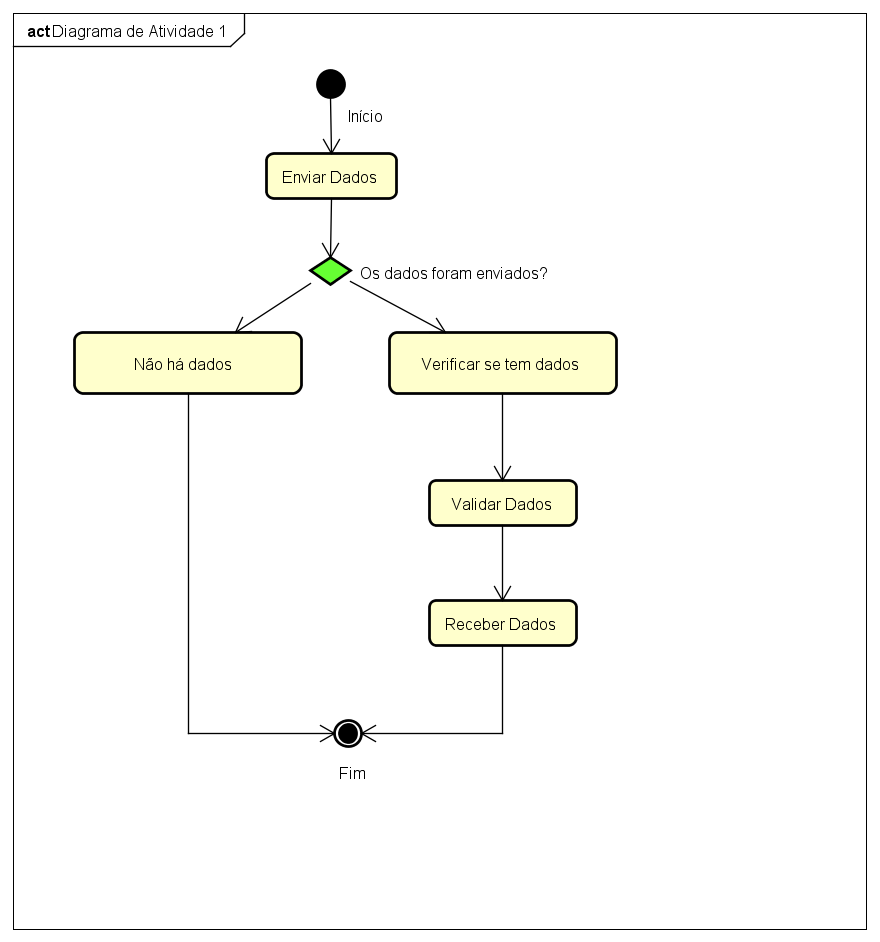 act Diagrama de Atividade 1
Início
Enviar Dados
Os dados foram enviados?
Não há dados
Verificar se tem dados
Validar Dados
Receber Dados
Fim